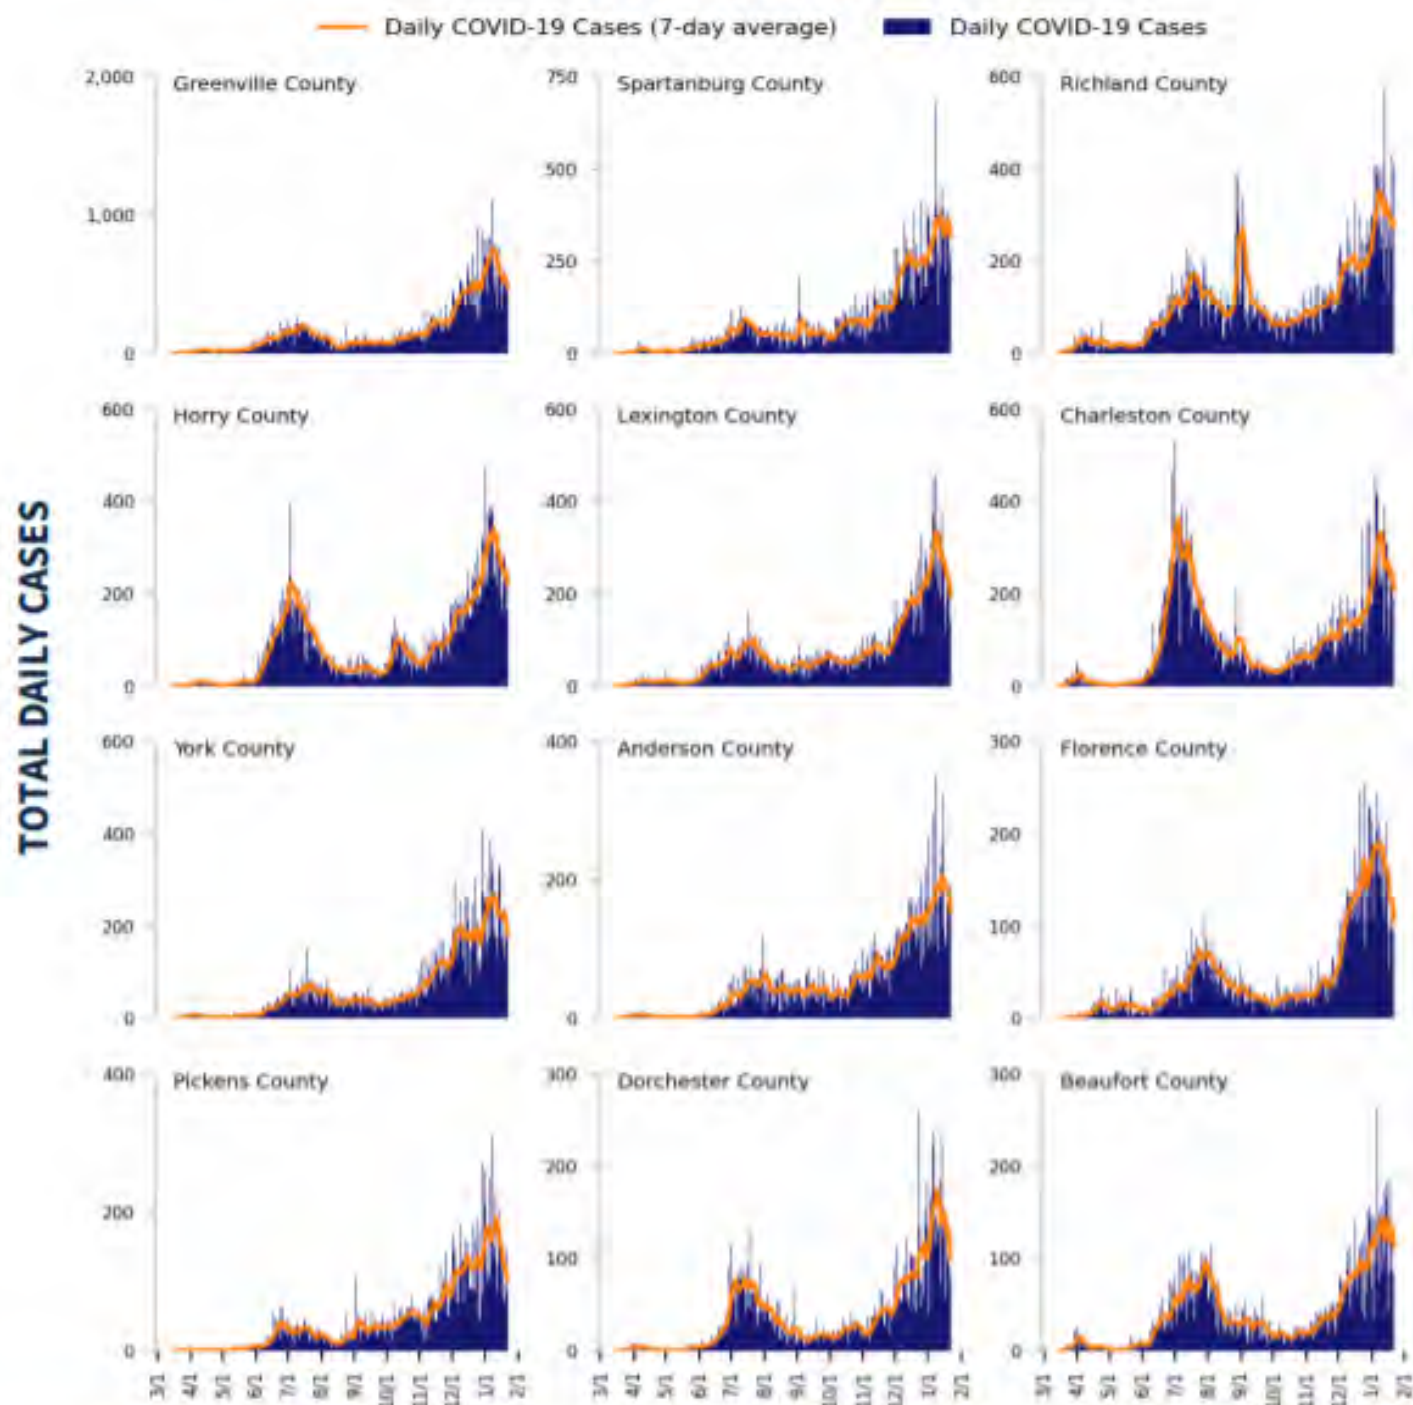 Daily COVID-19 Cases (7-day average) Daily COVID-19 Cases
TOTAL DAILY CASES
Greenville County
2,000
1,000
0
Spartanburg County
750
500
250
0
Richland County
600
400
200
0
Horry County
600
400
200
0
Lexington County
600
400
200
0
Charleston County
600
400
200
0
York County
600
400
200
0
Anderson County
400
200
0
Florence County
300
200
100
0
Pickens County
400
200
0
3/1 4/1 5/1 6/1 7/1 8/1 9/1 10/1 11/1 12/1 1/1 2/1
Dorchester County
300
200
100
0
3/1 4/1 5/1 6/1 7/1 8/1 9/1 10/1 11/1 12/1 1/1 2/1
Beaufort County
300
200
100
0
3/1 4/1 5/1 6/1 7/1 8/1 9/1 10/1 11/1 12/1 1/1 2/1